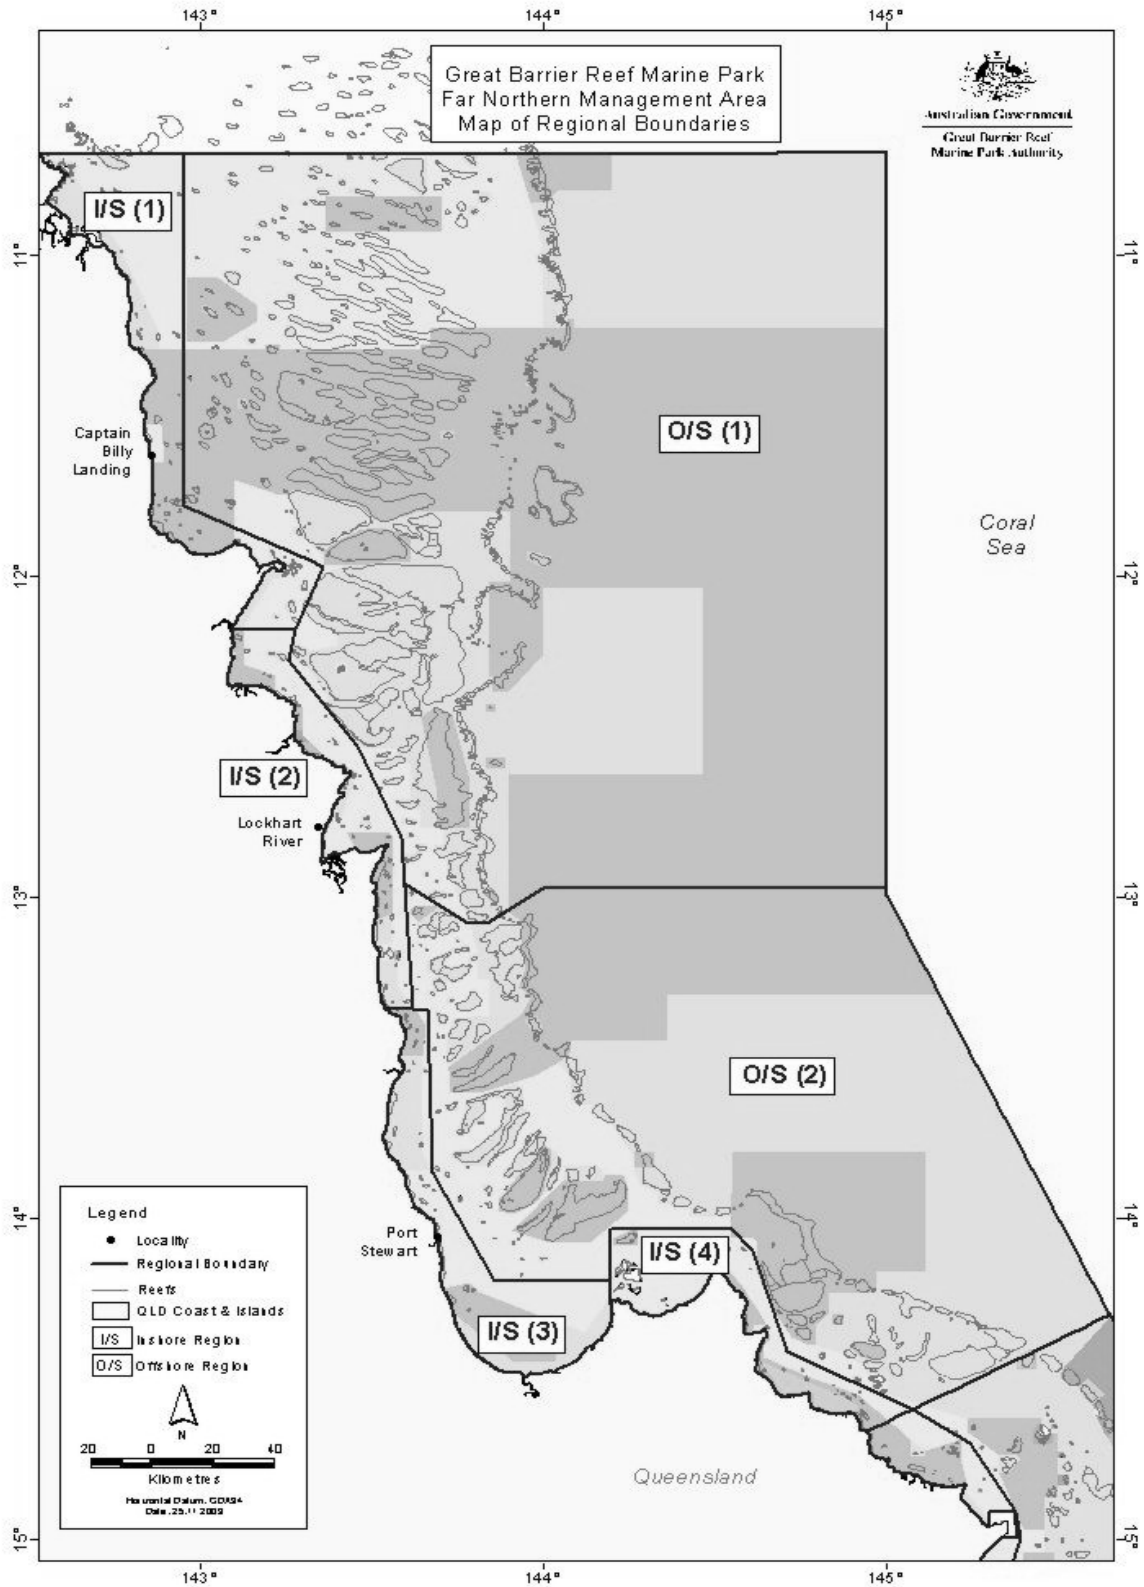 143°
144°
145°
Great Barrier Reef Marine Park
Far Northern Management Area
Map of Regional Boundaries
Australian Government
Great Barrier Reef
Marine Park Authority
I/S (1)
11°
11°
O/S (1)
Captain
Billy
Landing
Coral
Sea
12°
12°
I/S (2)
Lockhart
River
13°
13°
O/S (2)
14°
14°
Port
Stewart
I/S (4)
I/S (3)
Legend
Locality
Regional Boundary
Reefs
QLD Coast & Islands
I/S Inshore Region
O/S Offshore Region
N
20 0 20 40
Kilometres
Horizontal Datum: GDA94
Queensland
15°
15°
143°
144°
145°